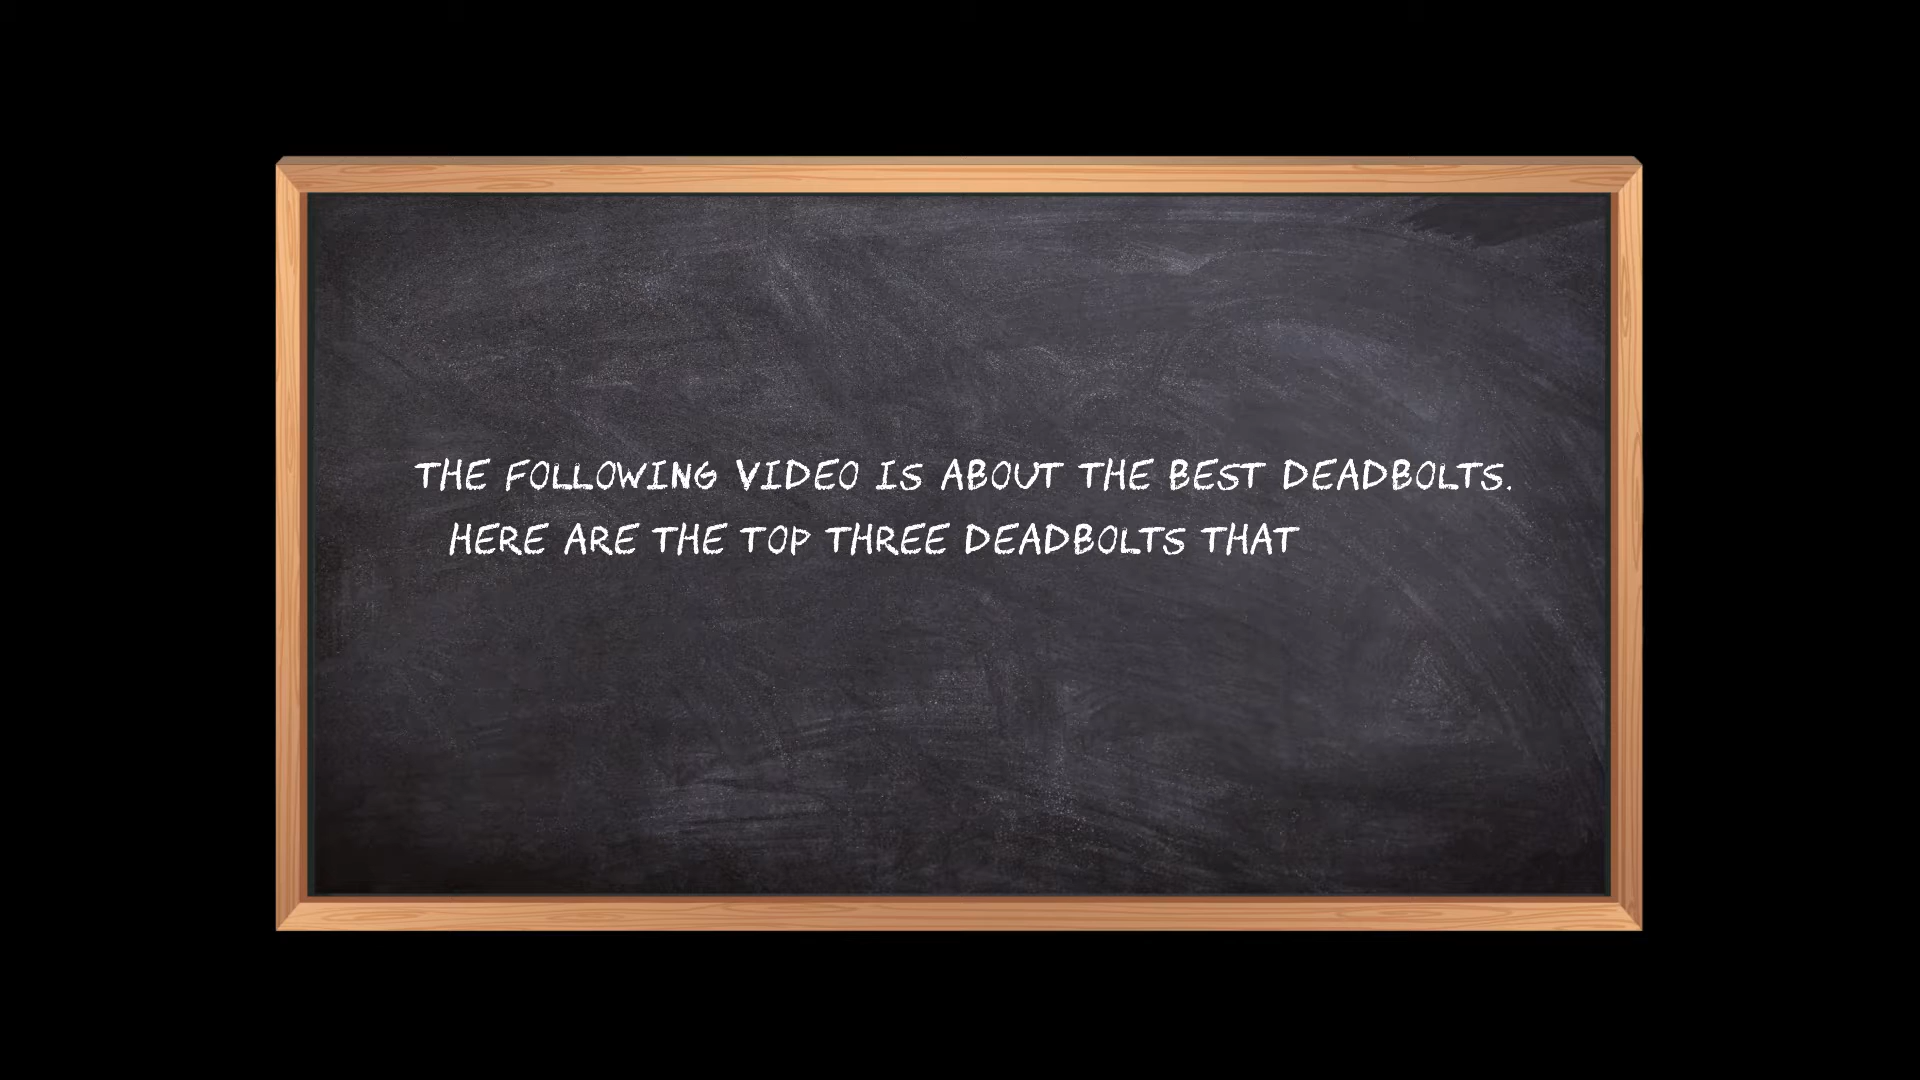 THE FOLLOWING VIDEO IS ABOUT THE BEST DEADBOLTS.
HERE ARE THE TOP THREE DEADBOLTS THAT